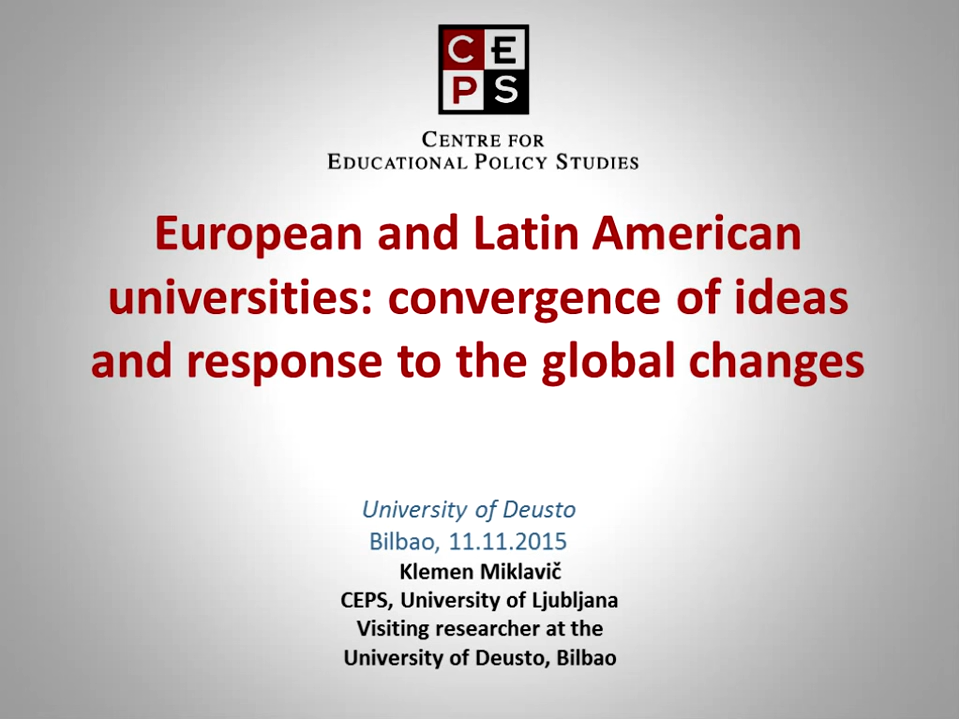 C E
P S
CENTRE FOR
EDUCATIONAL POLICY STUDIES
European and Latin American
universities: convergence of ideas
and response to the global changes
University of Deusto
Bilbao, 11.11.2015
Klemen Miklavič
CEPS, University of Ljubljana
Visiting researcher at the
University of Deusto, Bilbao